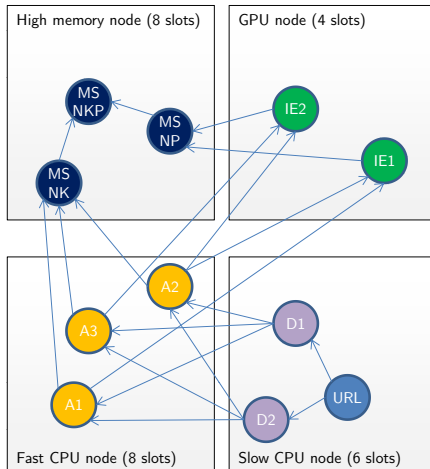 High memory node (8 slots)
GPU node (4 slots)
MS
NKP
MS
NP
IE2
IE1
MS
NK
A2
A3
D1
A1
URL
D2
Fast CPU node (8 slots)
Slow CPU node (6 slots)